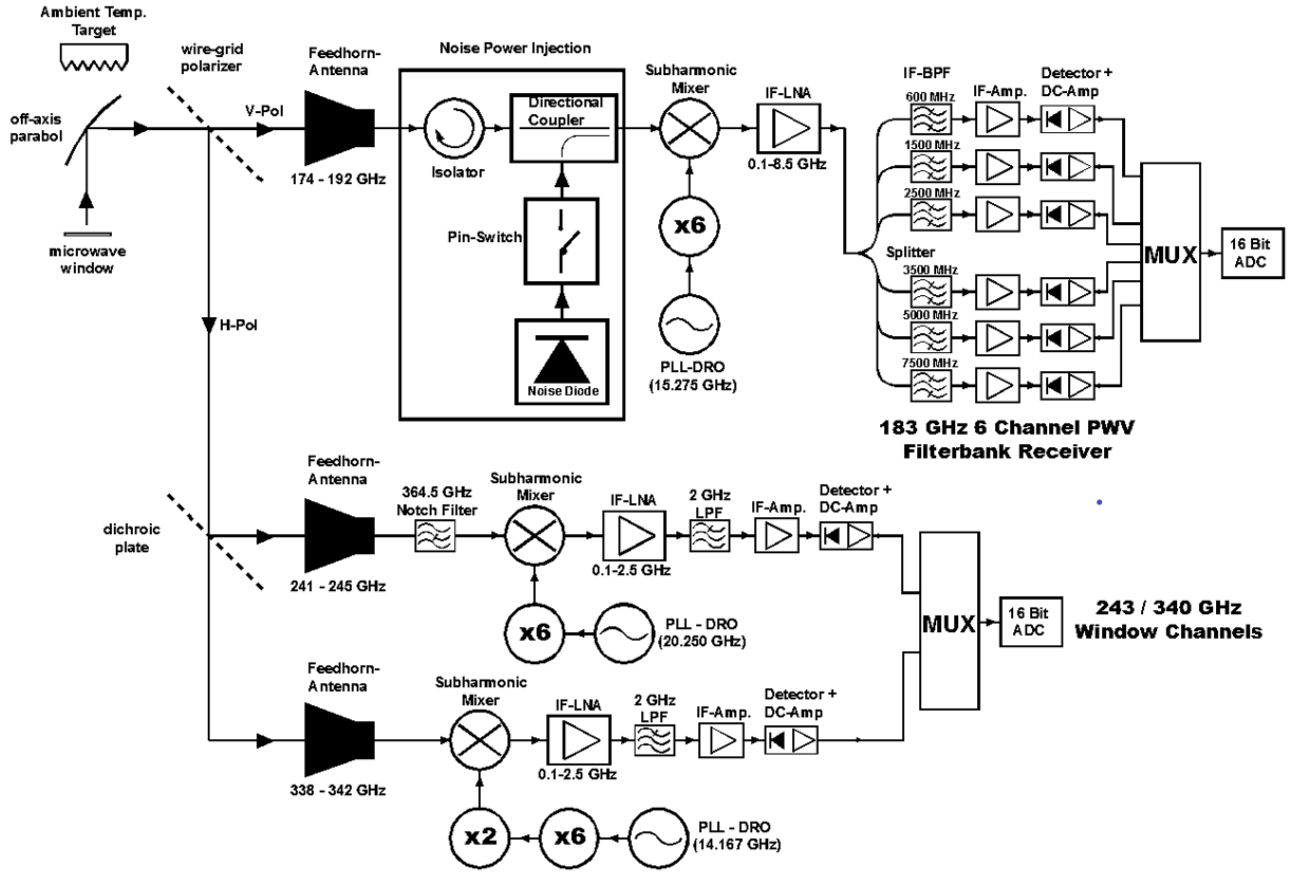 Ambient Temp.
Target
wire-grid
polarizer
off-axis
parabol
microwave
window
V-Pol
H-Pol
Feedhorn-
Antenna
174 - 192 GHz
Noise Power Injection
Isolator
Directional
Coupler
Pin-Switch
Noise Diode
Subharmonic
Mixer
x6
PLL-DRO
(15.275 GHz)
IF-LNA
0.1-8.5 GHz
Splitter
IF-BPF
600 MHz
1500 MHz
2500 MHz
3500 MHz
5000 MHz
7500 MHz
IF-Amp.
Detector +
DC-Amp
MUX
16 Bit
ADC
183 GHz 6 Channel PWV
Filterbank Receiver
dichroic
plate
Feedhorn-
Antenna
241 - 245 GHz
364.5 GHz
Notch Filter
Subharmonic
Mixer
x6
PLL - DRO
(20.250 GHz)
IF-LNA
0.1-2.5 GHz
2 GHz
LPF
IF-Amp.
Detector +
DC-Amp
MUX
16 Bit
ADC
243 / 340 GHz
Window Channels
Feedhorn-
Antenna
338 - 342 GHz
Subharmonic
Mixer
x2
x6
PLL - DRO
(14.167 GHz)
IF-LNA
0.1-2.5 GHz
2 GHz
LPF
IF-Amp.
Detector +
DC-Amp